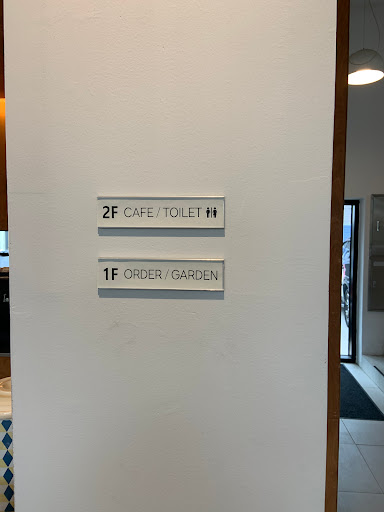 2F CAFE / TOILET
1F ORDER / GARDEN